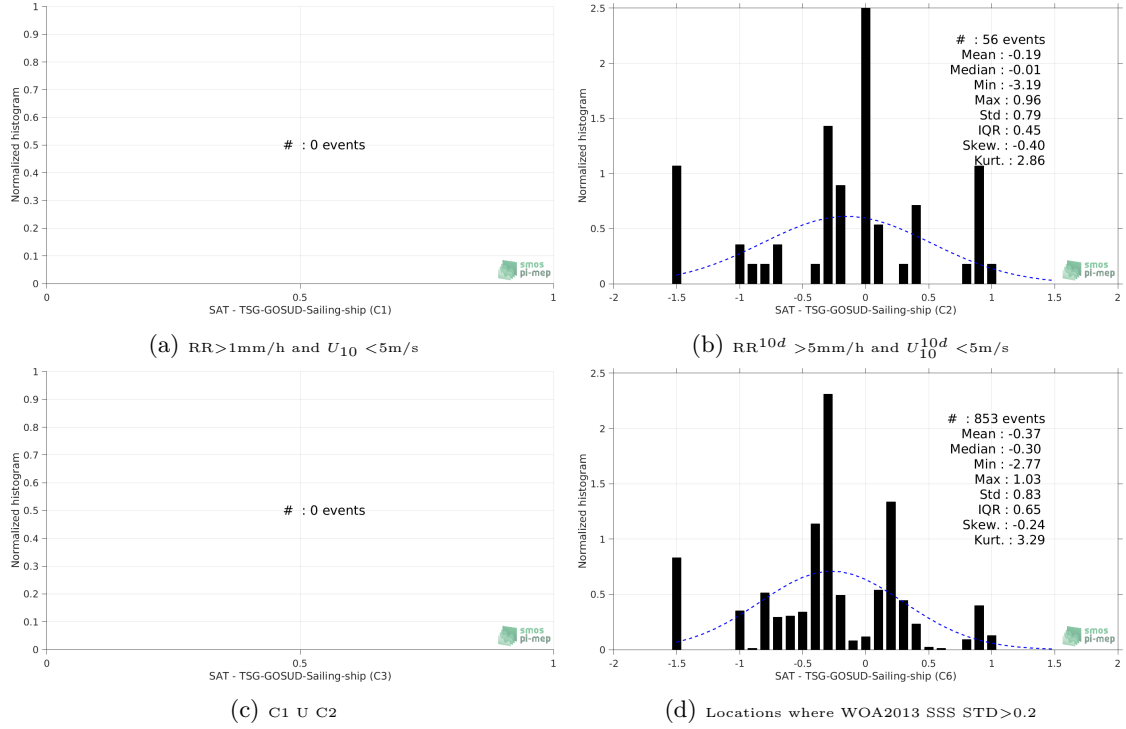 1
0.9
0.8
0.7
0.6
0.5
0.4
0.3
0.2
0.1
0
Normalized histogram
# : 0 events
smos
pi-mep
0 0.5 1
SAT - TSG-GOSUD-Sailing-ship (C1)
(a) RR>1mm/h and U10 <5m/s
2.5
2
1.5
1
0.5
0
Normalized histogram
# : 56 events
Mean : -0.19
Median : -0.01
Min : -3.19
Max : 0.96
Std : 0.79
IQR : 0.45
Skew. : -0.40
Kurt. : 2.86
smos
pi-mep
-2 -1.5 -1 -0.5 0 0.5 1 1.5 2
SAT - TSG-GOSUD-Sailing-ship (C2)
(b) RR10d >5mm/h and U10d10 <5m/s
1
0.9
0.8
0.7
0.6
0.5
0.4
0.3
0.2
0.1
0
Normalized histogram
# : 0 events
smos
pi-mep
0 0.5 1
SAT - TSG-GOSUD-Sailing-ship (C3)
(c) C1 U C2
2.5
2
1.5
1
0.5
0
Normalized histogram
# : 853 events
Mean : -0.37
Median : -0.30
Min : -2.77
Max : 1.03
Std : 0.83
IQR : 0.65
Skew. : -0.24
Kurt. : 3.29
smos
pi-mep
-2 -1.5 -1 -0.5 0 0.5 1 1.5 2
SAT - TSG-GOSUD-Sailing-ship (C6)
(d) Locations where WOA2013 SSS STD>0.2